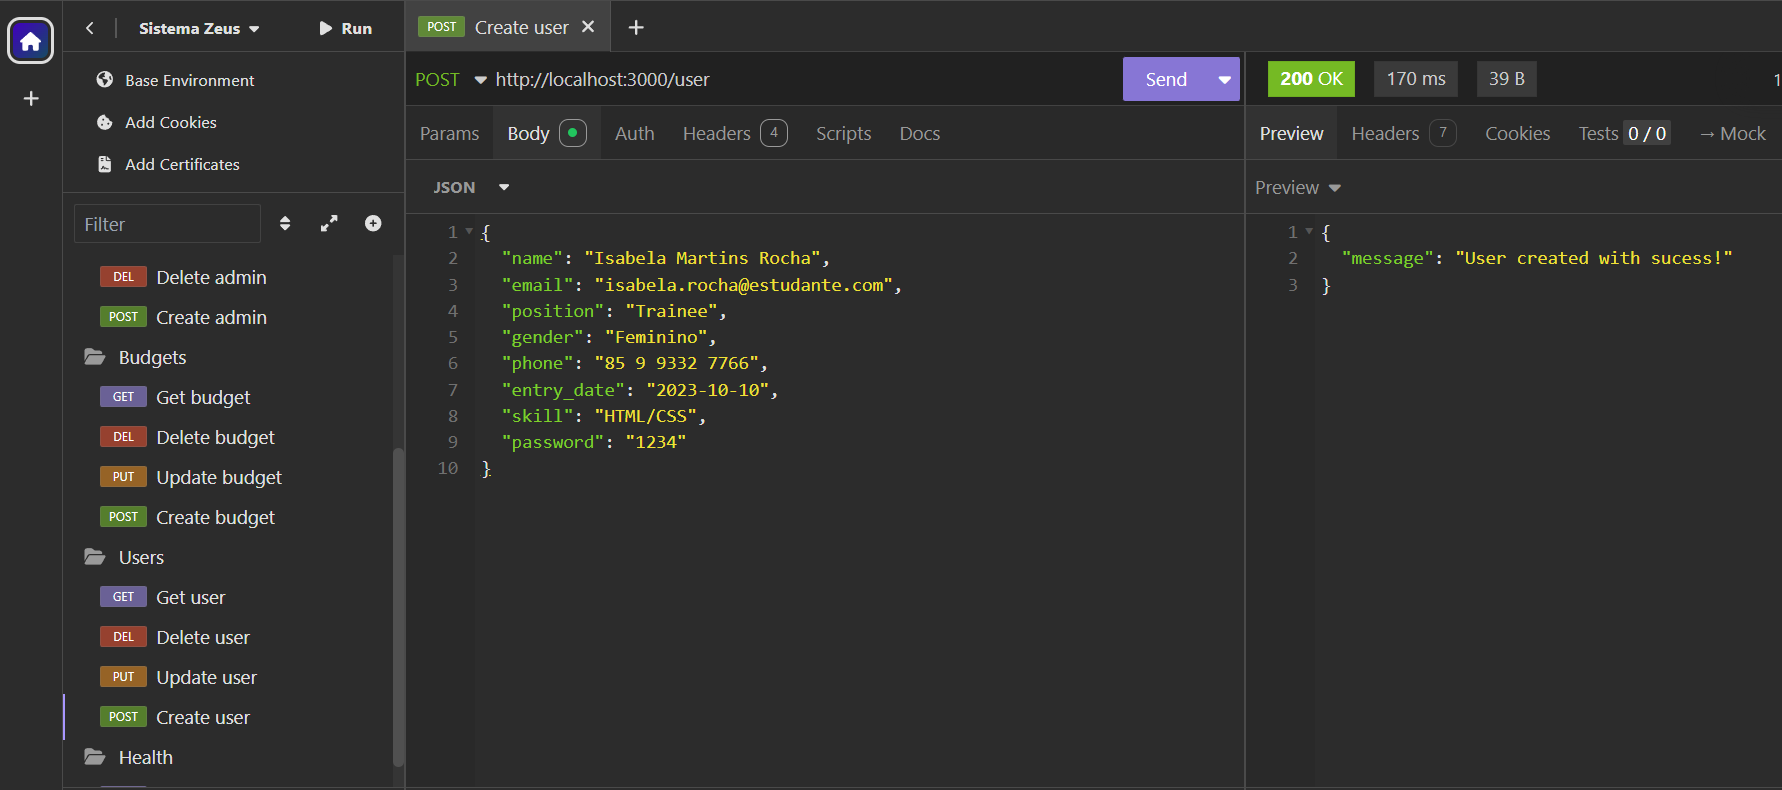 Sistema Zeus
Run
Base Environment
Add Cookies
Add Certificates
Filter
DEL Delete admin
POST Create admin
Budgets
GET Get budget
DEL Delete budget
PUT Update budget
POST Create budget
Users
GET Get user
DEL Delete user
PUT Update user
POST Create user
Health
POST Create user
POST http://localhost:3000/user
Send
Params Body Auth Headers 4 Scripts Docs
JSON
1 {
2 "name": "Isabela Martins Rocha",
3 "email": "isabela.rocha@estudante.com",
4 "position": "Trainee",
5 "gender": "Feminino",
6 "phone": "85 9 9332 7766",
7 "entry_date": "2023-10-10",
8 "skill": "HTML/CSS",
9 "password": "1234"
10 }
200 OK 170 ms 39 B 1
Preview Headers 7 Cookies Tests 0 / 0 → Mock
Preview
1 {
2 "message": "User created with sucess!"
3 }